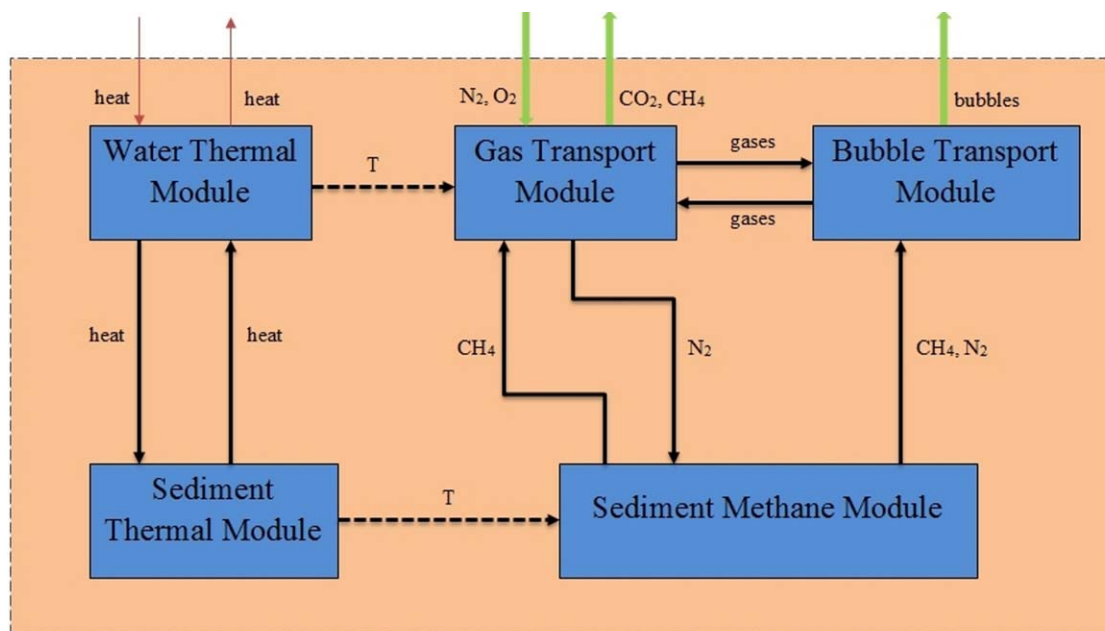 heat
heat
N₂, O₂
CO₂, CH₄
bubbles
Water Thermal
Module
T
Gas Transport
Module
gases
gases
Bubble Transport
Module
heat
heat
CH₄
N₂
CH₄, N₂
Sediment
Thermal Module
T
Sediment Methane Module